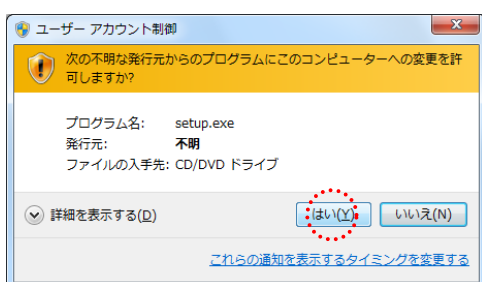 ユーザー アカウント制御
次の不明な発行元からのプログラムにこのコンピューターへの変更を許
可しますか?
プログラム名: setup.exe
発行元: 不明
ファイルの入手先: CD/DVD ドライブ
詳細を表示する(D)
はい(Y)
いいえ(N)
これらの通知を表示するタイミングを変更する